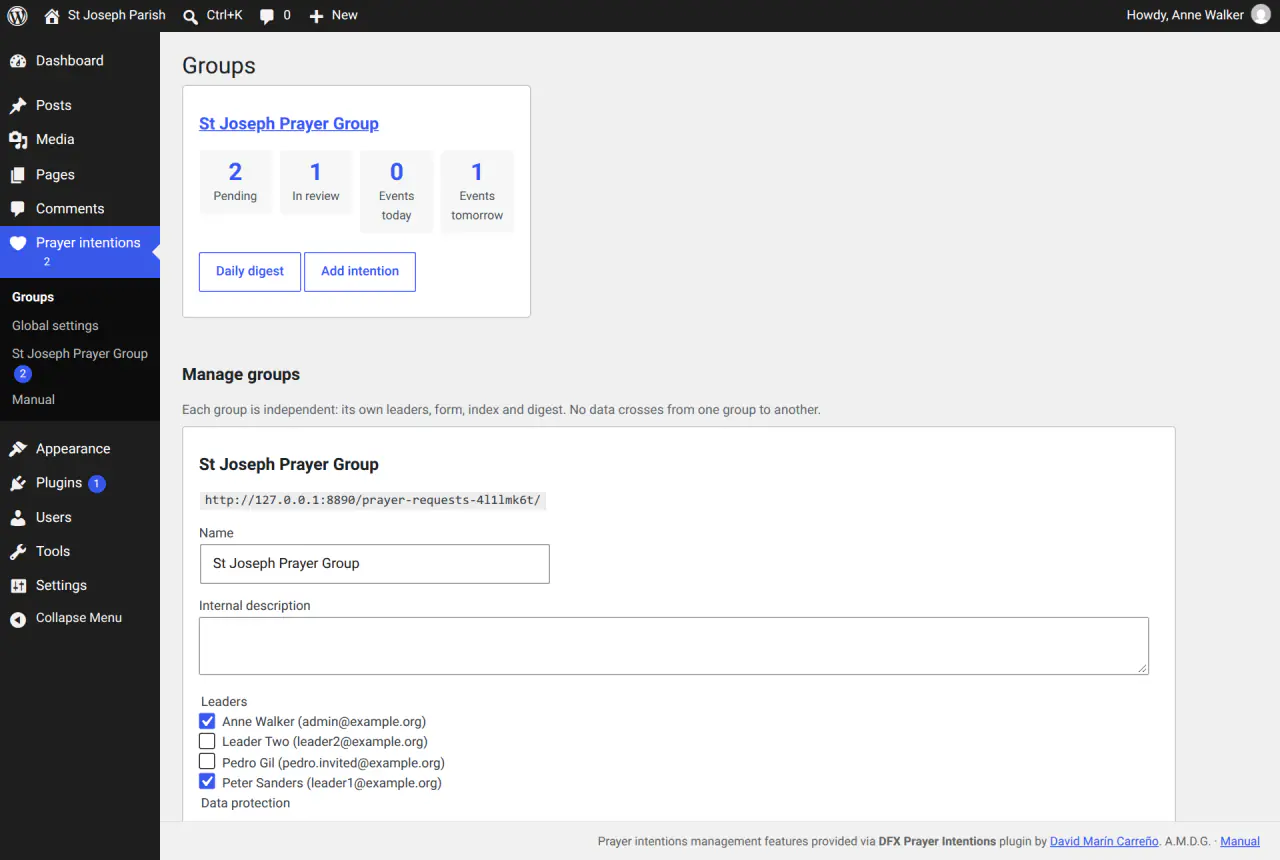 St Joseph Parish Ctrl+K 0 New Howdy, Anne Walker
Dashboard
Posts
Media
Pages
Comments
Prayer intentions
2
Groups
Global settings
St Joseph Prayer Group
2
Manual
Appearance
Plugins 1
Users
Tools
Settings
Collapse Menu
Groups
St Joseph Prayer Group
2 1 0 1
Pending In review Events Events
today tomorrow
Daily digest Add intention
Manage groups
Each group is independent: its own leaders, form, index and digest. No data crosses from one group to another.
St Joseph Prayer Group
http://127.0.0.1:8890/prayer-requests-4l1lmk6t/
Name
St Joseph Prayer Group
Internal description
Leaders
Anne Walker (admin@example.org)
Leader Two (leader2@example.org)
Pedro Gil (pedro.invited@example.org)
Peter Sanders (leader1@example.org)
Data protection
Prayer intentions management features provided via DFX Prayer Intentions plugin by David Marín Carreño. A.M.D.G. · Manual